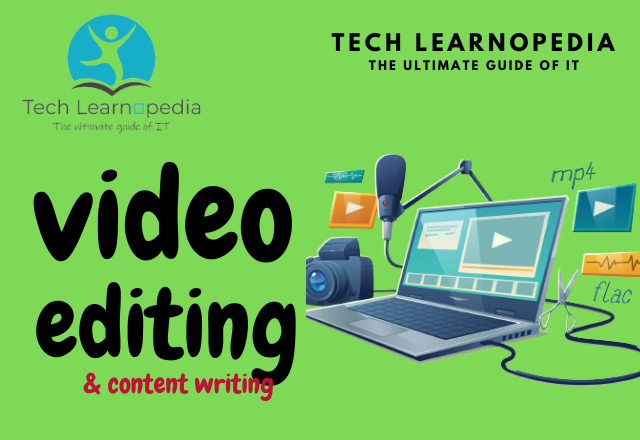 TECH LEARNOPEDIA
THE ULTIMATE GUIDE OF IT
Tech Learnopedia
The ultimate guide of IT
video
editing
& content writing
mp4
flac